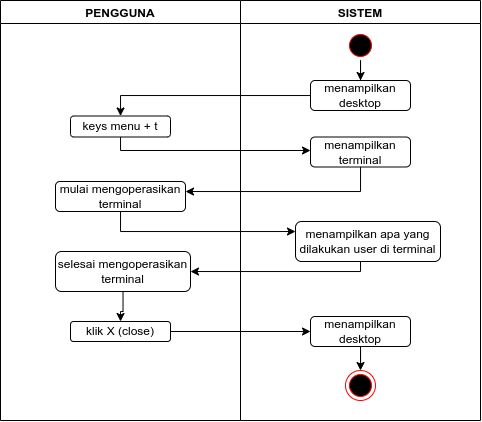 PENGGUNA
SISTEM
menampilkan
desktop
keys menu + t
menampilkan
terminal
mulai mengoperasikan
terminal
menampilkan apa yang
dilakukan user di terminal
selesai mengoperasikan
terminal
klik X (close)
menampilkan
desktop